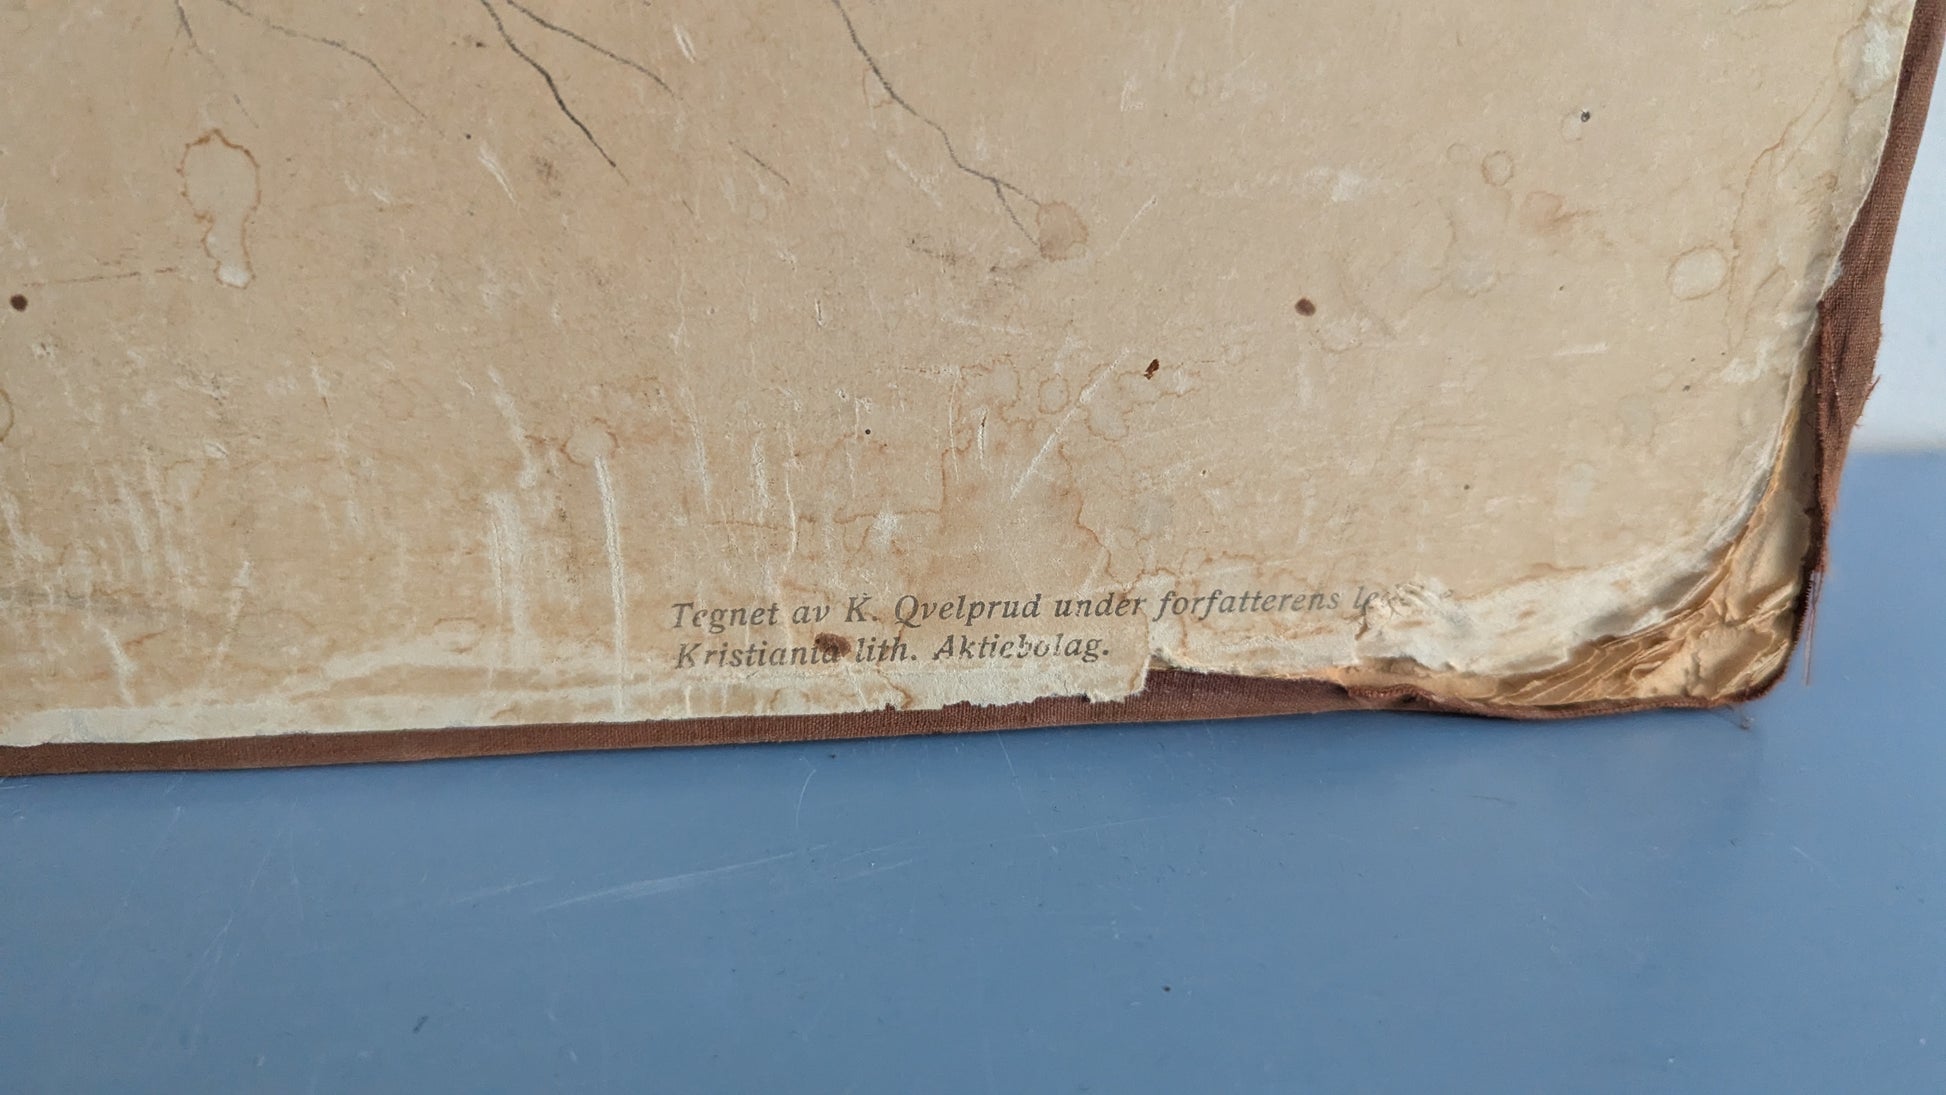 Tegnet av K. Qvelprud under forfatterens
Kristiania lith. Aktiebolag.